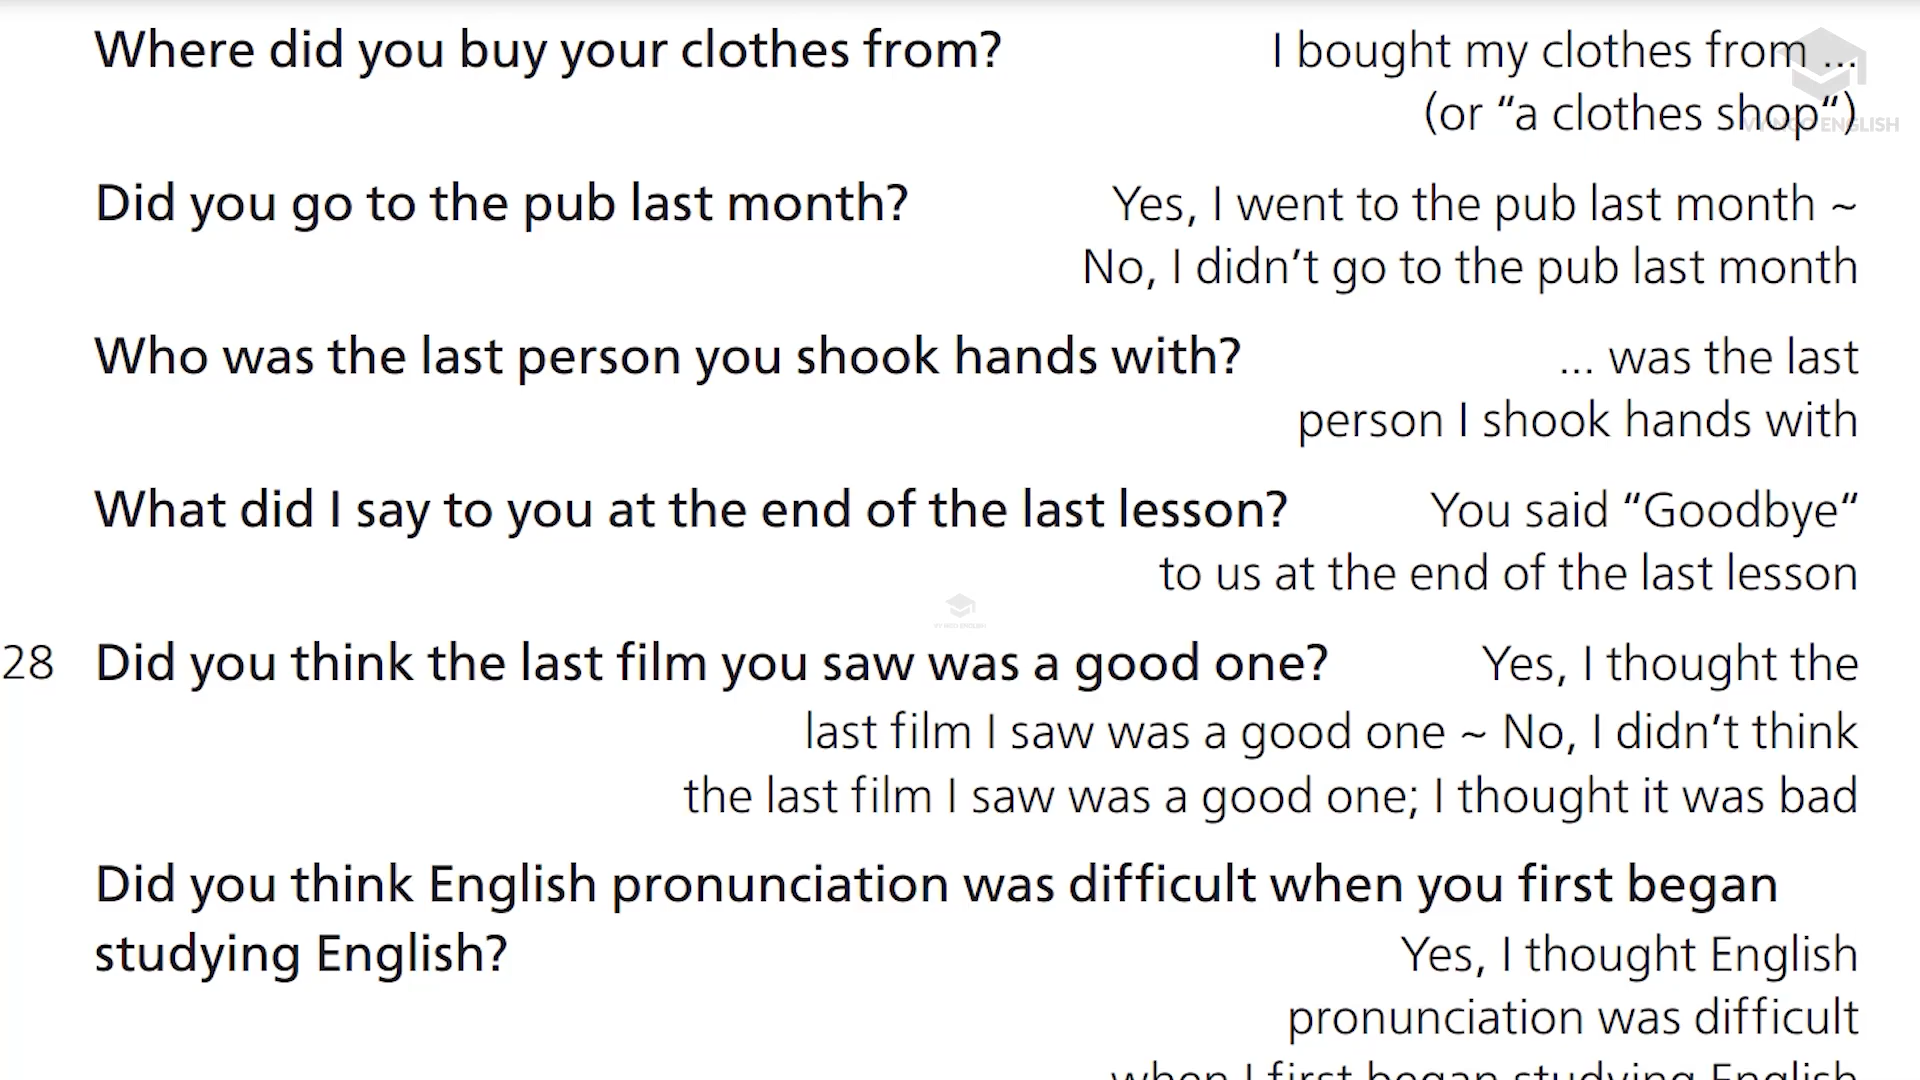 Where did you buy your clothes from? I bought my clothes from ...
(or “a clothes shop“)
Did you go to the pub last month? Yes, I went to the pub last month ~
No, I didn’t go to the pub last month
Who was the last person you shook hands with? ... was the last
person I shook hands with
What did I say to you at the end of the last lesson? You said “Goodbye“
to us at the end of the last lesson
28 Did you think the last film you saw was a good one? Yes, I thought the
last film I saw was a good one ~ No, I didn’t think
the last film I saw was a good one; I thought it was bad
Did you think English pronunciation was difficult when you first began
studying English? Yes, I thought English
pronunciation was difficult
when I first began studying English